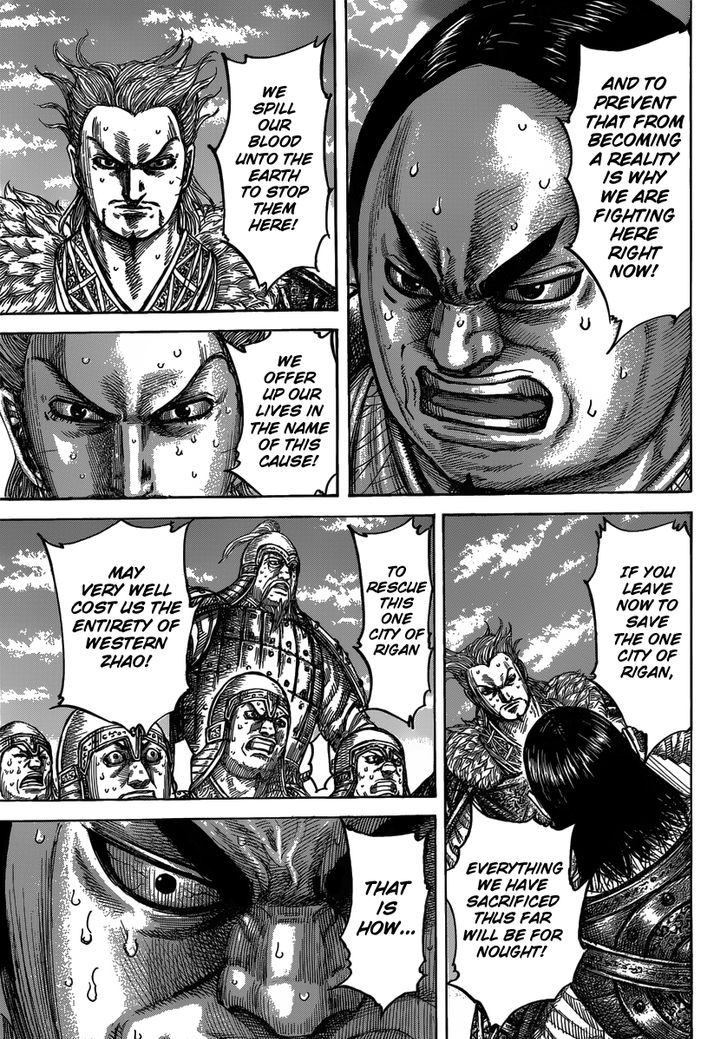 AND TO
PREVENT
THAT FROM
BECOMING
A REALITY
IS WHY
WE ARE
FIGHTING
HERE
RIGHT
NOW!
WE
SPILL
OUR
BLOOD
UNTO THE
EARTH
TO STOP
THEM
HERE!
WE
OFFER
UP OUR
LIVES IN
THE NAME
OF THIS
CAUSE!
IF YOU
LEAVE
NOW TO
SAVE
THE ONE
CITY OF
RIGAN,
EVERYTHING
WE HAVE
SACRIFICED
THUS FAR
WILL BE FOR
NOUGHT!
TO
RESCUE
THIS
ONE
CITY OF
RIGAN
MAY
VERY WELL
COST US THE
ENTIRETY OF
WESTERN
ZHAO!
THAT
IS
HOW...